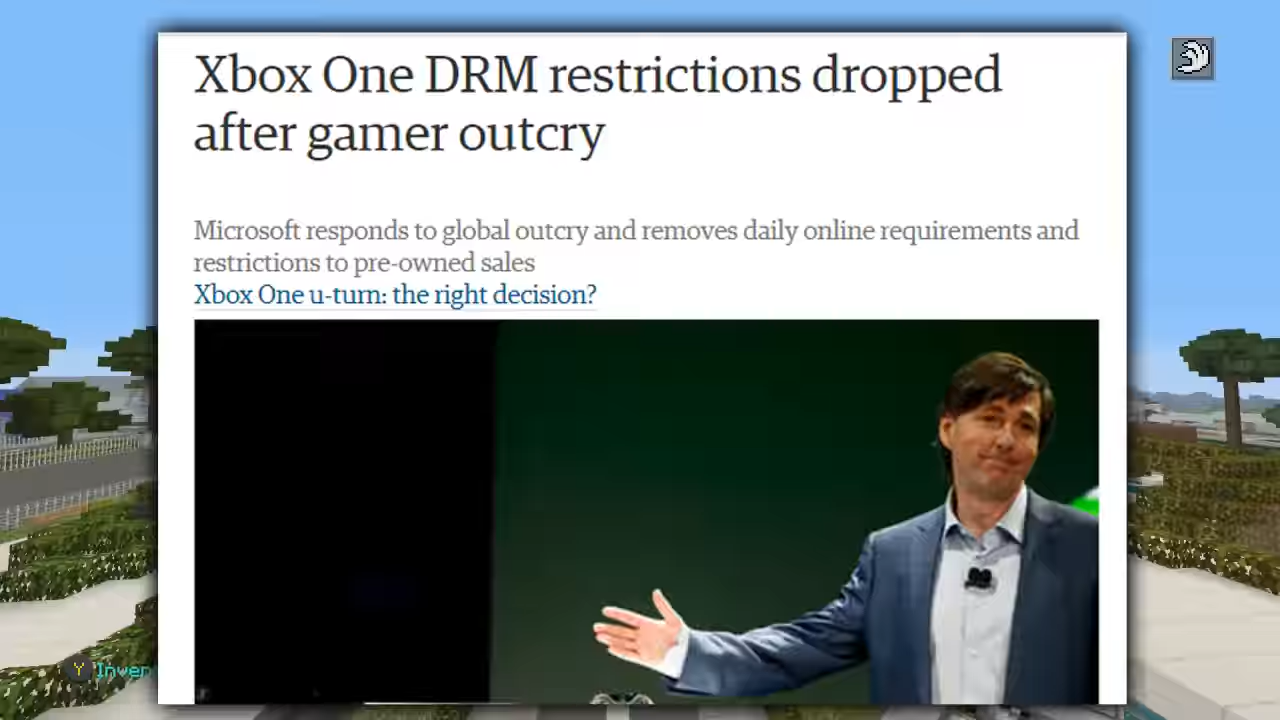 Xbox One DRM restrictions dropped
after gamer outcry
Microsoft responds to global outcry and removes daily online requirements and
restrictions to pre-owned sales
Xbox One u-turn: the right decision?
Y Inven